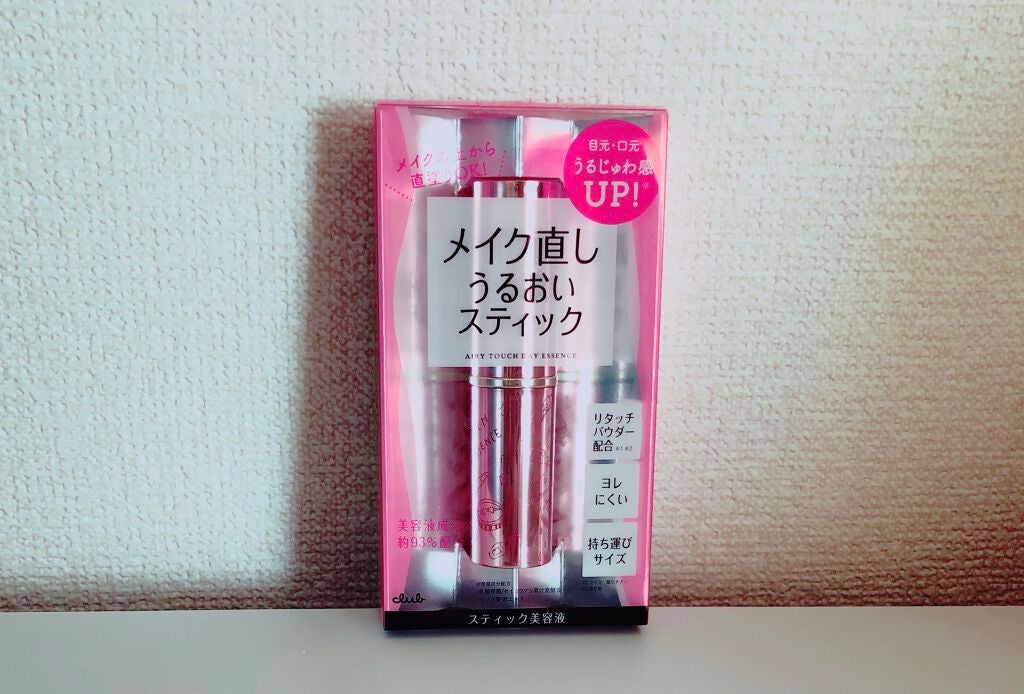 メイクの上から
直塗りOK!
目元・口元
うるじゅわ感
UP!※
メイク直し
うるおい
スティック
AIRY TOUCH DAY ESSENCE
リタッチ
パウダー
配合※1※2
ヨレ
にくい
持ち運び
サイズ
美容液成分
約93%配合
club
スティック美容液